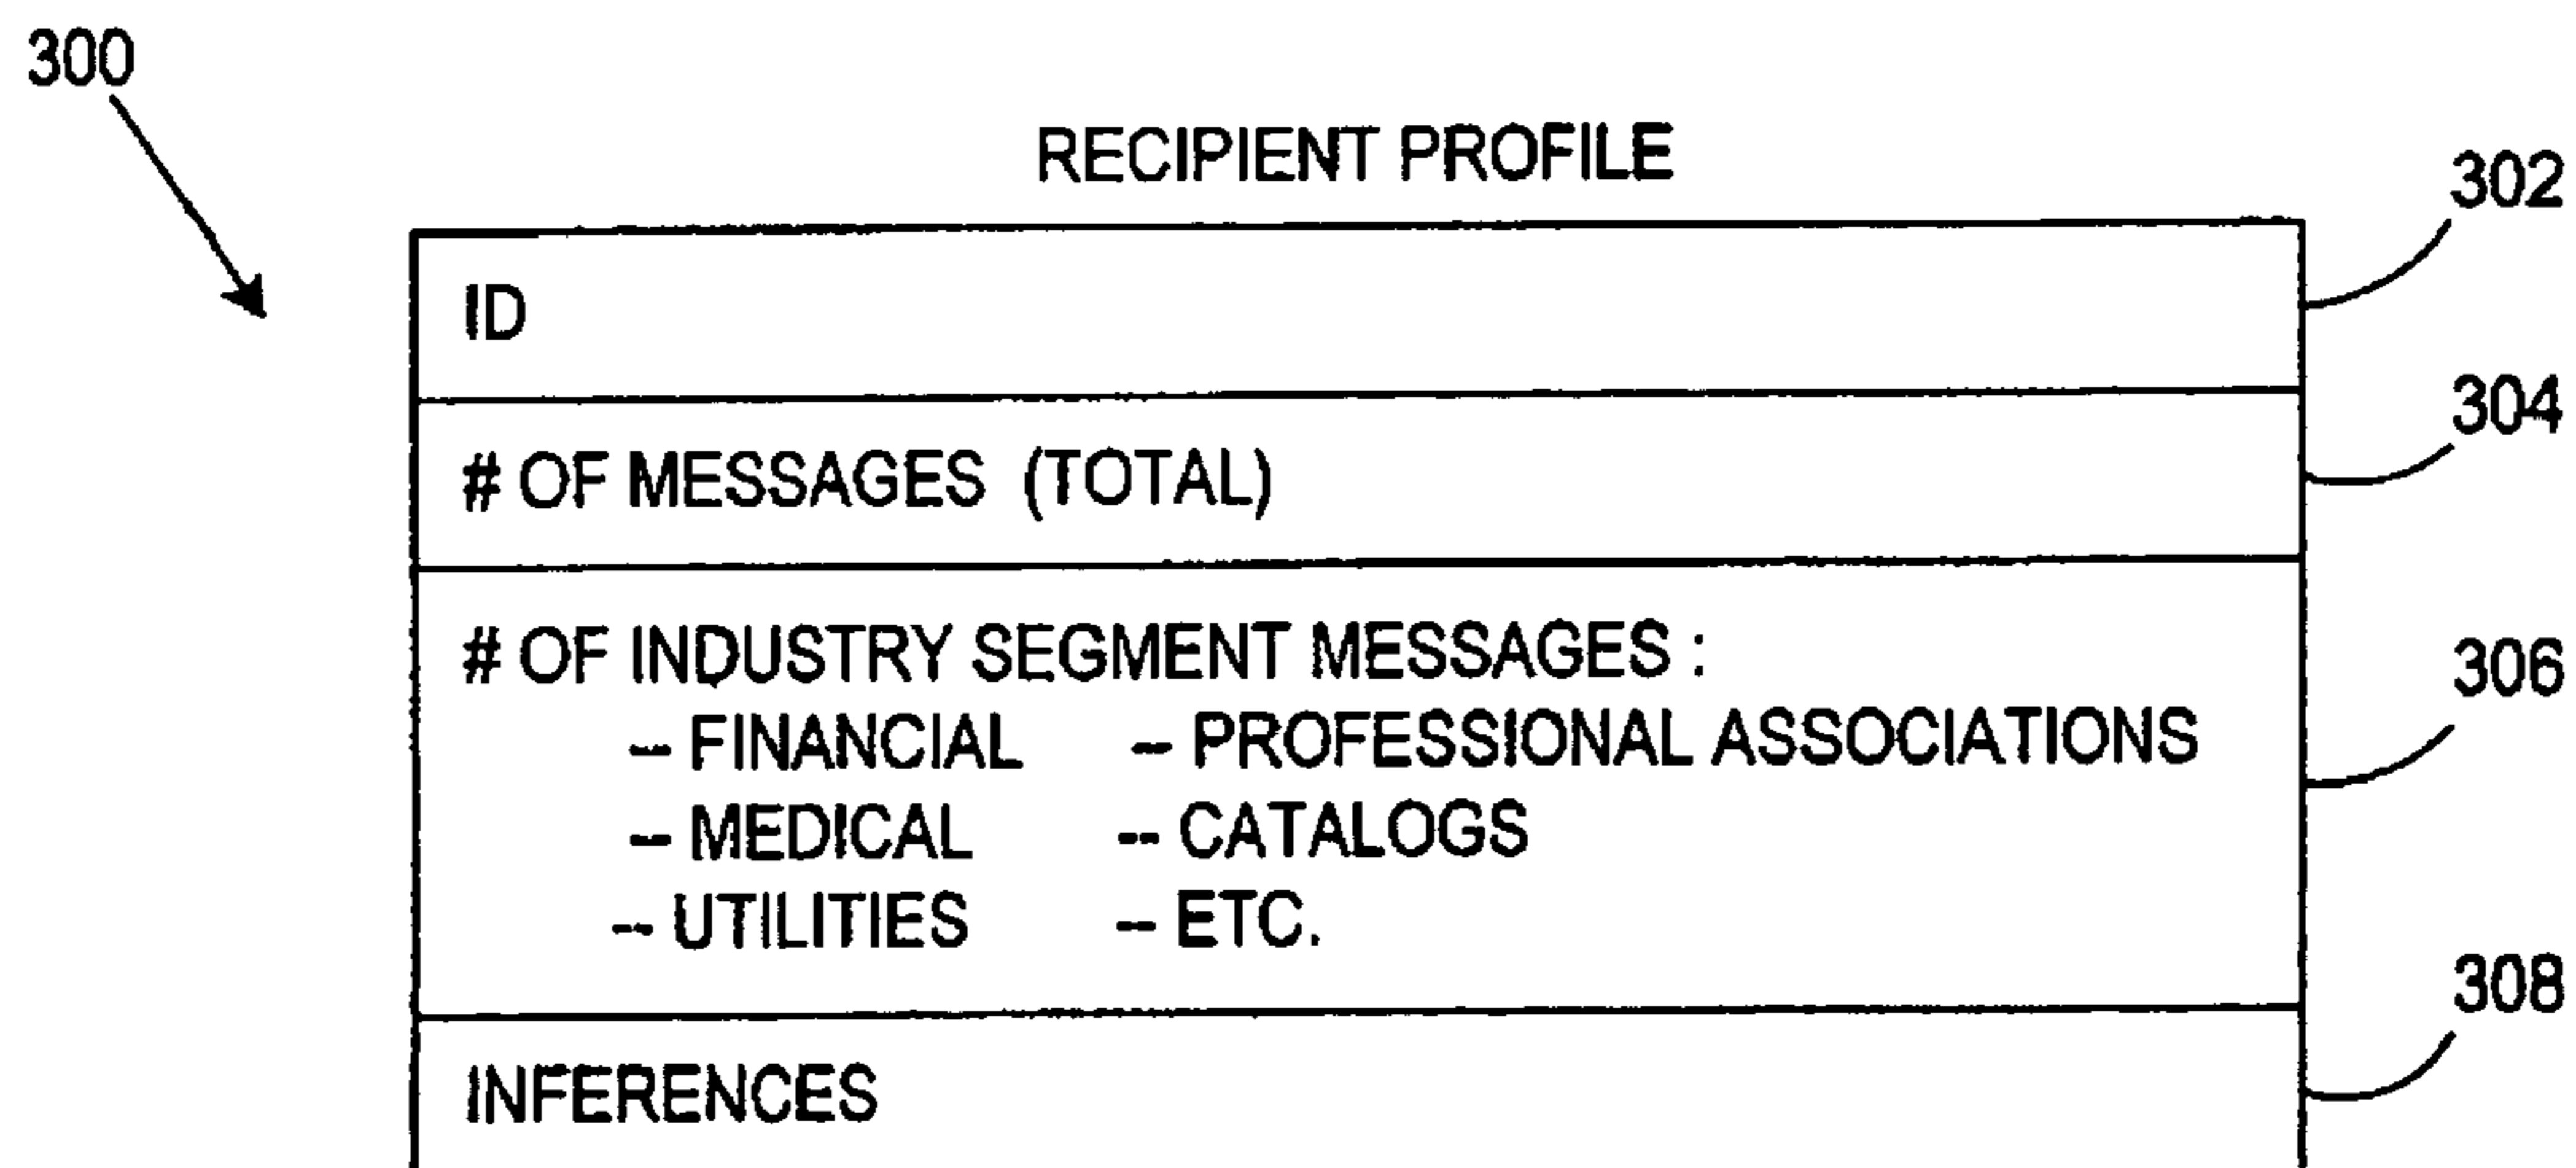 300
RECIPIENT PROFILE
302
ID
304
# OF MESSAGES (TOTAL)
# OF INDUSTRY SEGMENT MESSAGES :
306
-- FINANCIAL -- PROFESSIONAL ASSOCIATIONS
-- MEDICAL -- CATALOGS
-- UTILITIES -- ETC.
308
INFERENCES